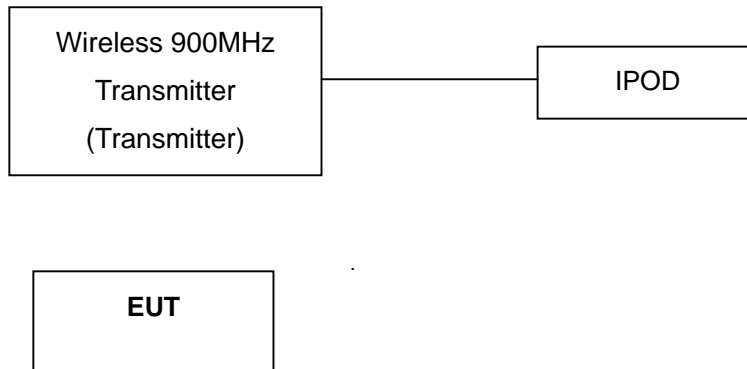 Wireless 900MHz
Transmitter
(Transmitter)
IPOD
EUT